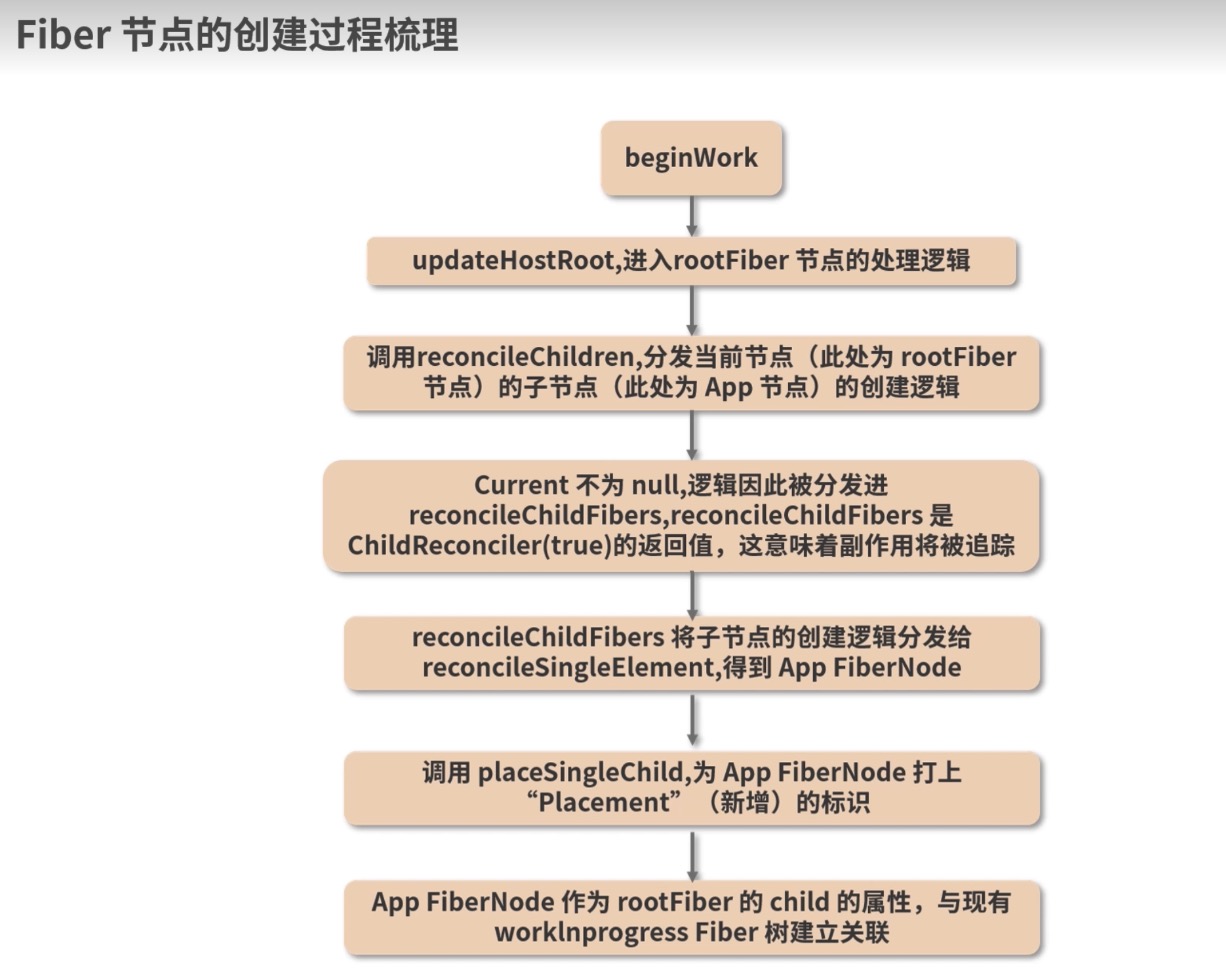 Fiber 节点的创建过程梳理
beginWork
updateHostRoot,进入rootFiber 节点的处理逻辑
调用reconcileChildren,分发当前节点（此处为 rootFiber
节点）的子节点（此处为 App 节点）的创建逻辑
Current 不为 null,逻辑因此被分发进
reconcileChildFibers,reconcileChildFibers 是
ChildReconciler(true)的返回值，这意味着副作用将被追踪
reconcileChildFibers 将子节点的创建逻辑分发给
reconcileSingleElement,得到 App FiberNode
调用 placeSingleChild,为 App FiberNode 打上
“Placement”（新增）的标识
App FiberNode 作为 rootFiber 的 child 的属性，与现有
worklnprogress Fiber 树建立关联